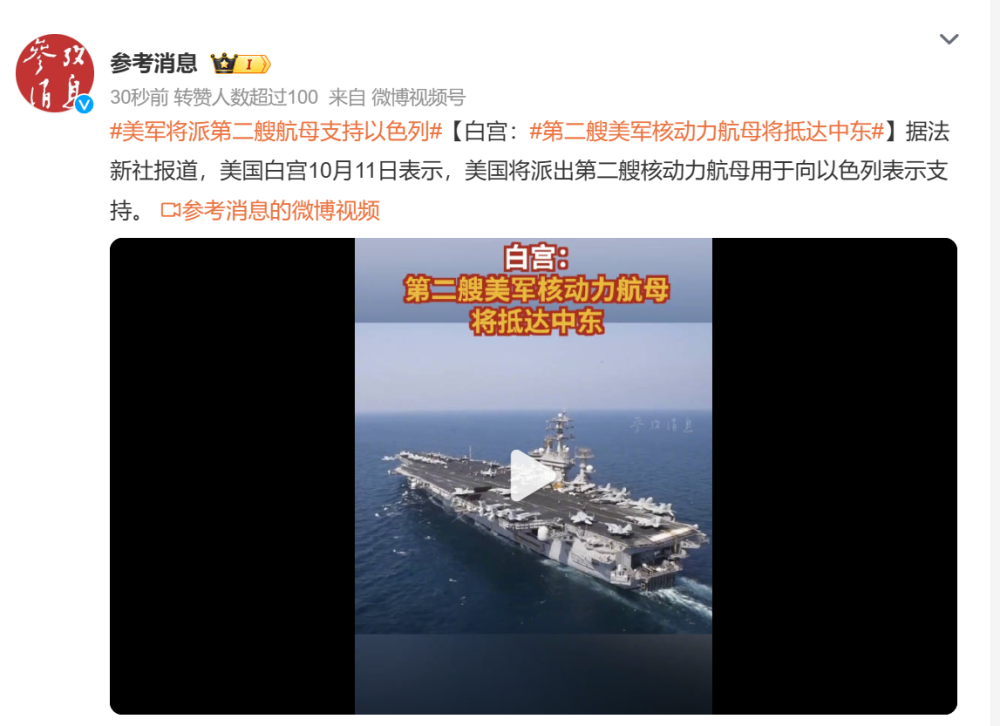 参考消息
参考消息 I
30秒前 转赞人数超过100 来自 微博视频号
#美军将派第二艘航母支持以色列#【白宫：#第二艘美军核动力航母将抵达中东#】据法
新社报道，美国白宫10月11日表示，美国将派出第二艘核动力航母用于向以色列表示支
持。 参考消息的微博视频
白宫：
第二艘美军核动力航母
将抵达中东
参考消息